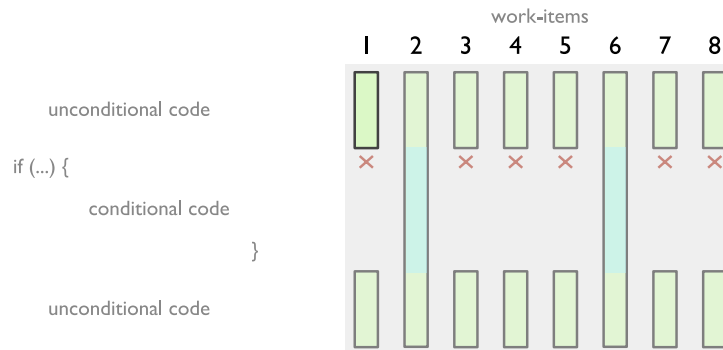 work-items
1 2 3 4 5 6 7 8
unconditional code
if (...) {
conditional code
}
unconditional code